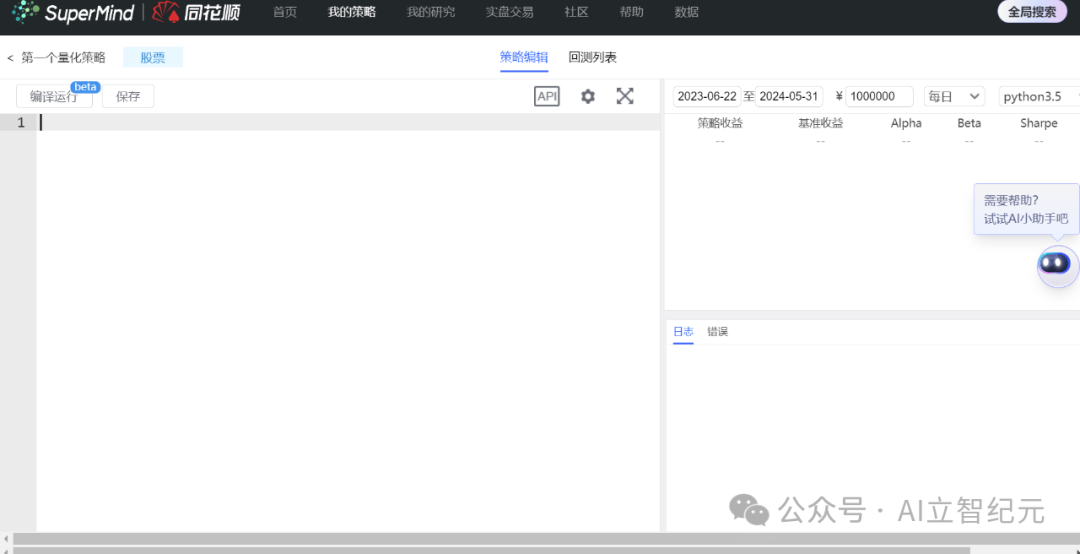 SuperMind | 同花顺 首页 我的策略 我的研究 实盘交易 社区 帮助 数据 全局搜索
< 第一个量化策略 股票 策略编辑 回测列表
编译运行 beta 保存 API 2023-06-22 至 2024-05-31 ¥ 1000000 每日 python3.5
1 策略收益 基准收益 Alpha Beta Sharpe
-- -- -- -- --
需要帮助?
试试AI小助手吧
日志 错误
公众号 · AI立智纪元